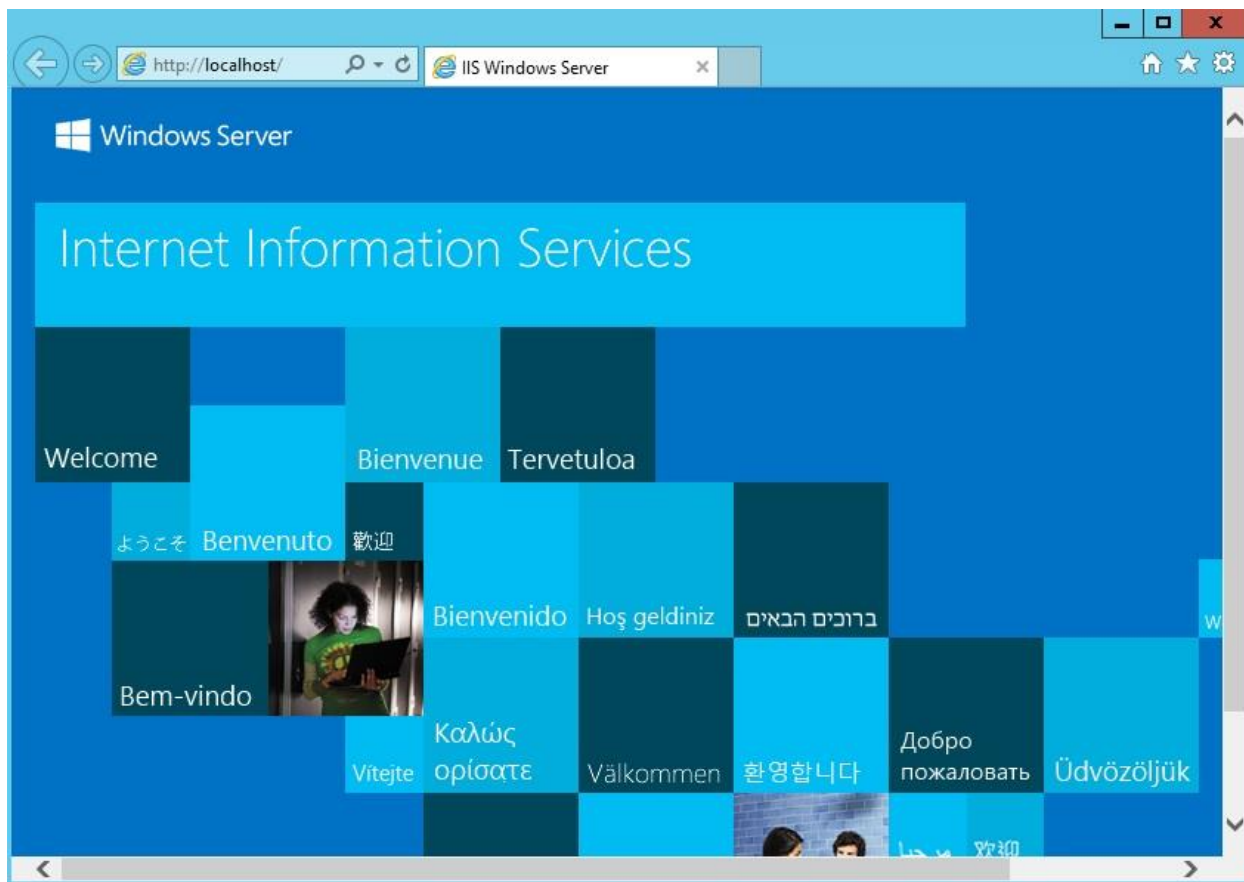 http://localhost/
IIS Windows Server
Windows Server
Internet Information Services
Welcome
Bienvenue
Tervetuloa
ようこそ
Benvenuto
歡迎
Bienvenido
Hoş geldiniz
ברוכים הבאים
W
Bem-vindo
Vítejte
Καλώς
ορίσατε
Välkommen
환영합니다
Добро
пожаловать
Üdvözöljük
مرحبا
欢迎